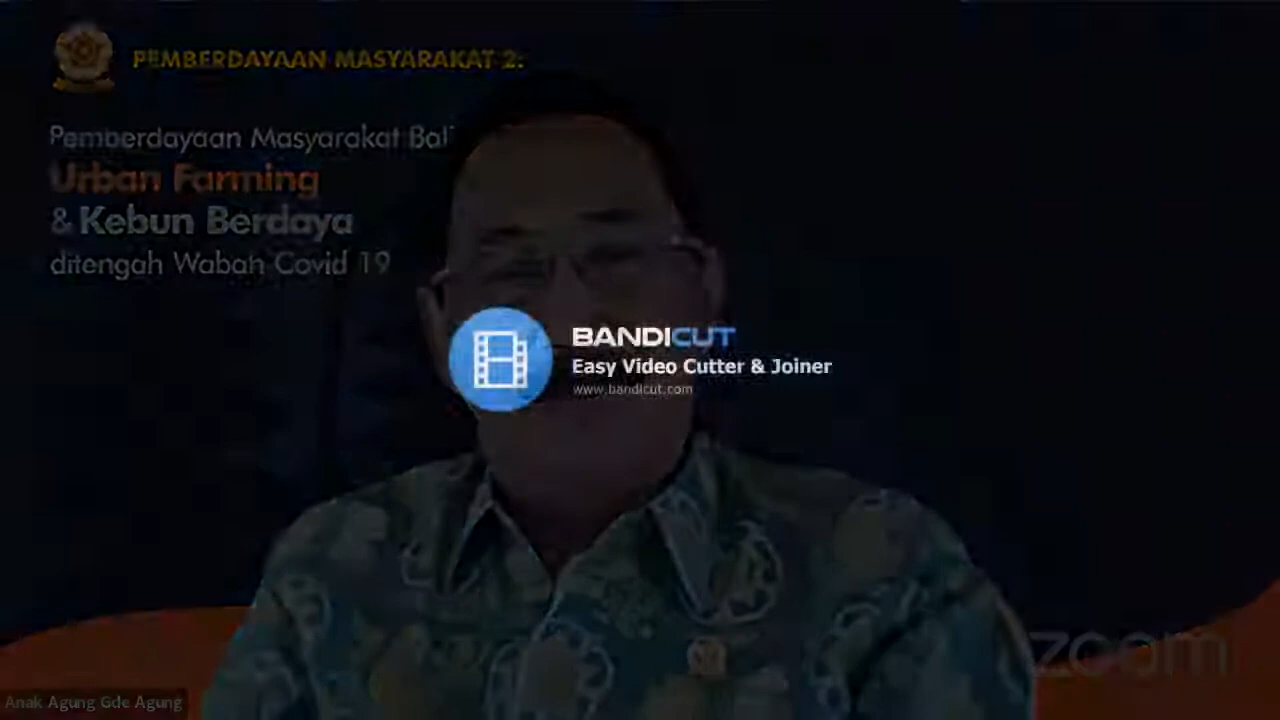 PEMBERDAYAAN MASYARAKAT 2:
Pemberdayaan Masyarakat Bali
Urban Farming
& Kebun Berdaya
ditengah Wabah Covid 19
BANDICUT
Easy Video Cutter & Joiner
www.bandicut.com
zoom
Anak Agung Gde Agung